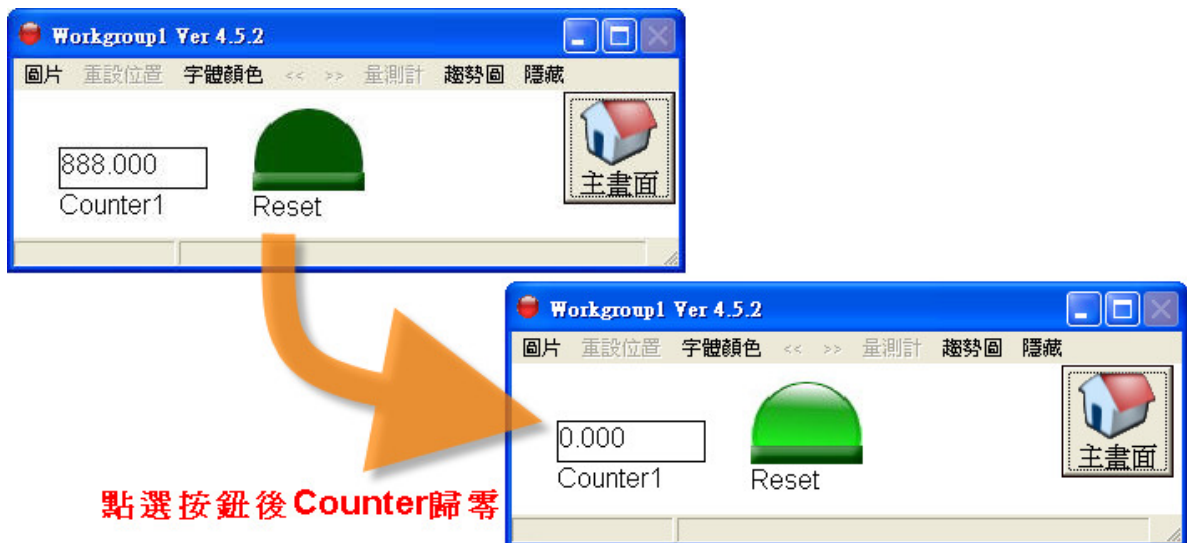 Workgroup1 Ver 4.5.2
圖片 重設位置 字體顏色 << >> 量測計 趨勢圖 隱藏
888.000
Counter1
Reset
主畫面
Workgroup1 Ver 4.5.2
圖片 重設位置 字體顏色 << >> 量測計 趨勢圖 隱藏
0.000
Counter1
Reset
主畫面
點選按鈕後Counter歸零